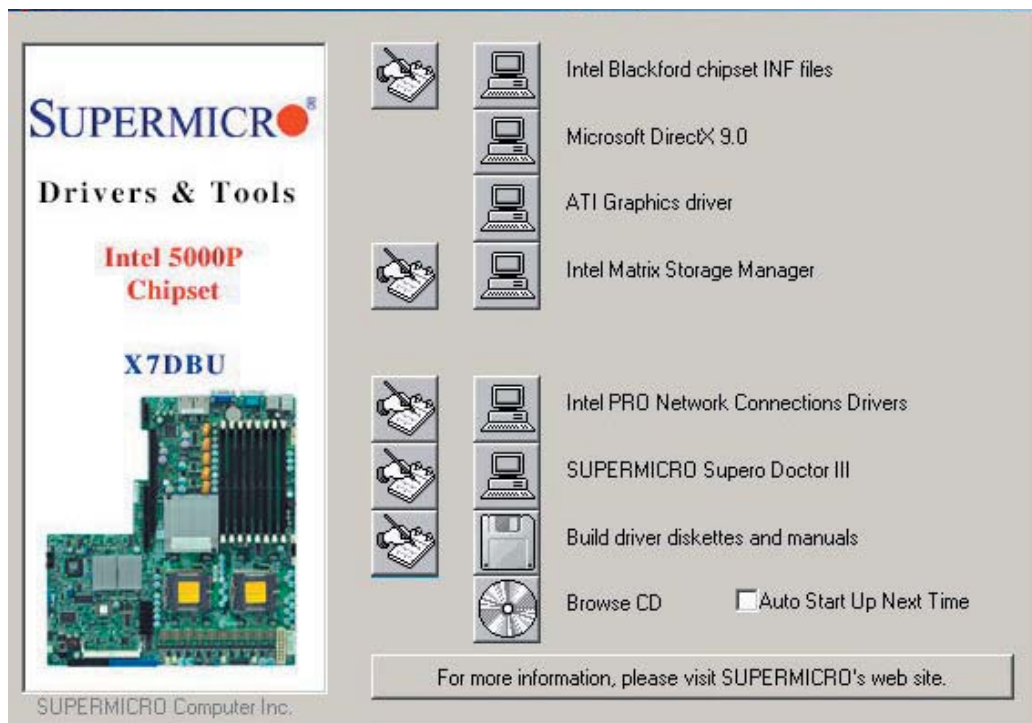 SUPERMICRO®
Drivers & Tools
Intel 5000P
Chipset
X7DBU
SUPERMICRO Computer Inc.
Intel Blackford chipset INF files
Microsoft DirectX 9.0
ATI Graphics driver
Intel Matrix Storage Manager
Intel PRO Network Connections Drivers
SUPERMICRO Supero Doctor III
Build driver diskettes and manuals
Browse CD
Auto Start Up Next Time
For more information, please visit SUPERMICRO's web site.